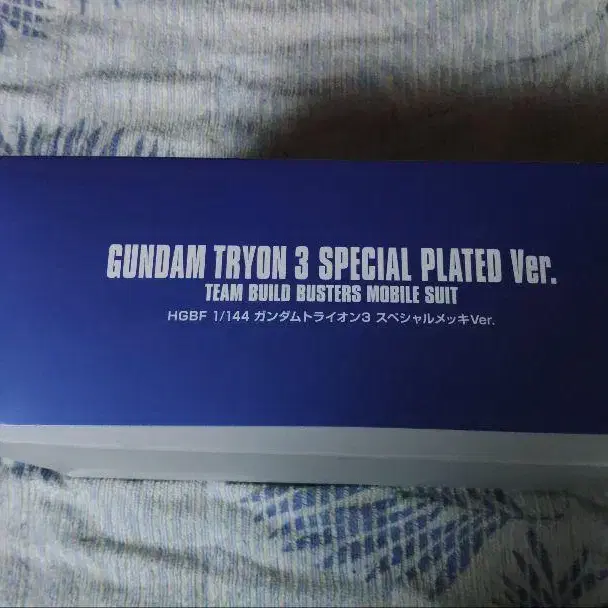 GUNDAM TRYON 3 SPECIAL PLATED Ver.
TEAM BUILD BUSTERS MOBILE SUIT
HGBF 1/144 ガンダムトライオン3 スペシャルメッキVer.